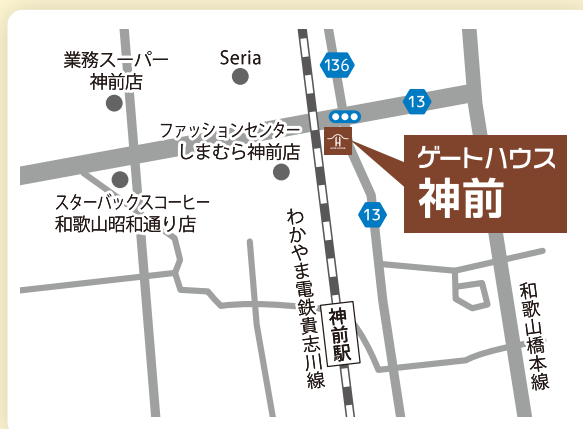 業務スーパー
神前店
Seria
136
13
ファッションセンター
しまむら神前店
ゲートハウス
神前
スターバックスコーヒー
和歌山昭和通り店
13
わかやま電鉄貴志川線
神前駅
和歌山橋本線